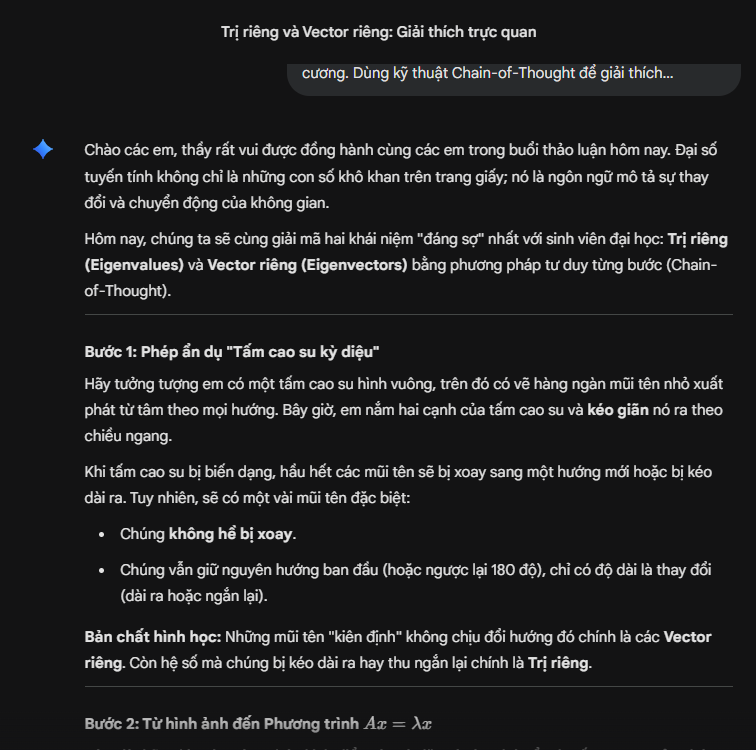 Trị riêng và Vector riêng: Giải thích trực quan
cương. Dùng kỹ thuật Chain-of-Thought để giải thích...
Chào các em, thầy rất vui được đồng hành cùng các em trong buổi thảo luận hôm nay. Đại số
tuyến tính không chỉ là những con số khô khan trên trang giấy; nó là ngôn ngữ mô tả sự thay
đổi và chuyển động của không gian.
Hôm nay, chúng ta sẽ cùng giải mã hai khái niệm "đáng sợ" nhất với sinh viên đại học: Trị riêng
(Eigenvalues) và Vector riêng (Eigenvectors) bằng phương pháp tư duy từng bước (Chain-
of-Thought).
Bước 1: Phép ẩn dụ "Tấm cao su kỳ diệu"
Hãy tưởng tượng em có một tấm cao su hình vuông, trên đó có vẽ hàng ngàn mũi tên nhỏ xuất
phát từ tâm theo mọi hướng. Bây giờ, em nắm hai cạnh của tấm cao su và kéo giãn nó ra theo
chiều ngang.
Khi tấm cao su bị biến dạng, hầu hết các mũi tên sẽ bị xoay sang một hướng mới hoặc bị kéo
dài ra. Tuy nhiên, sẽ có một vài mũi tên đặc biệt:
• Chúng không hề bị xoay.
• Chúng vẫn giữ nguyên hướng ban đầu (hoặc ngược lại 180 độ), chỉ có độ dài là thay đổi
(dài ra hoặc ngắn lại).
Bản chất hình học: Những mũi tên "kiên định" không chịu đổi hướng đó chính là các Vector
riêng. Còn hệ số mà chúng bị kéo dài ra hay thu ngắn lại chính là Trị riêng.
Bước 2: Từ hình ảnh đến Phương trình Ax = λx